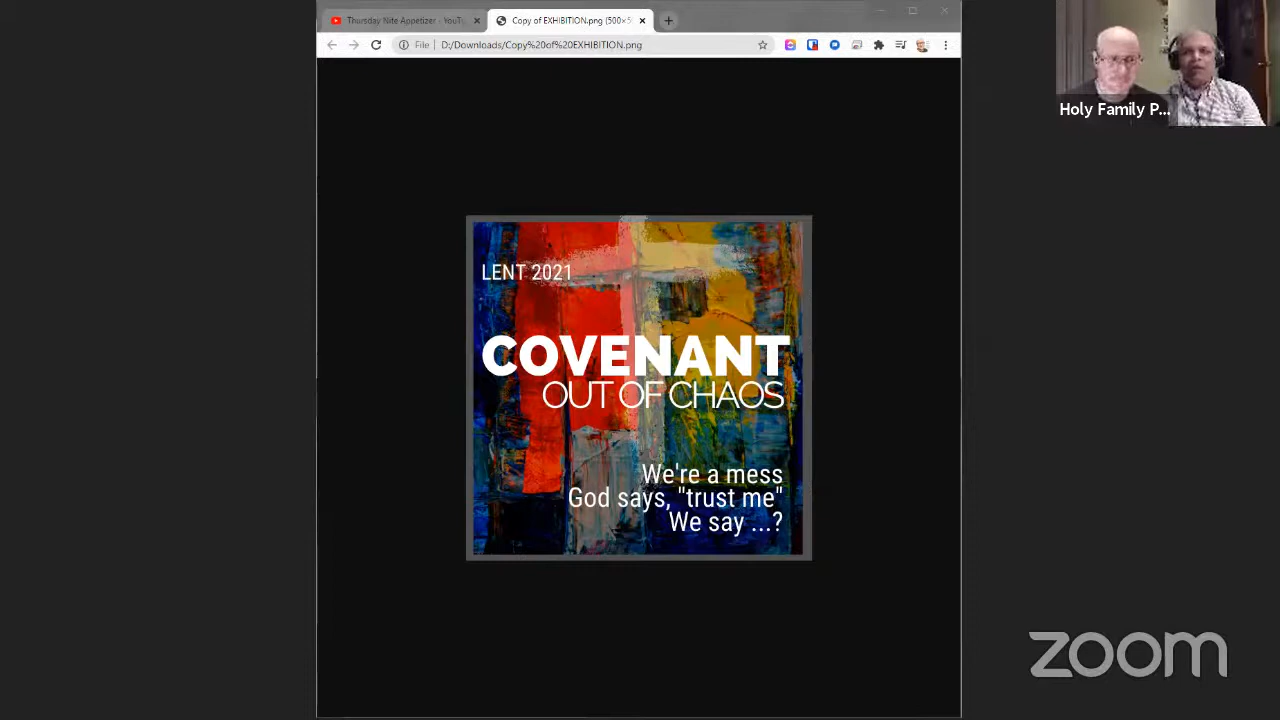 Thursday Nite Appetizer - YouTu
Copy of EXHIBITION.png (500×5
File
D:/Downloads/Copy%20of%20EXHIBITION.png
Holy Family P...
LENT 2021
COVENANT
OUT OF CHAOS
We're a mess
God says, "trust me"
We say ...?
zoom